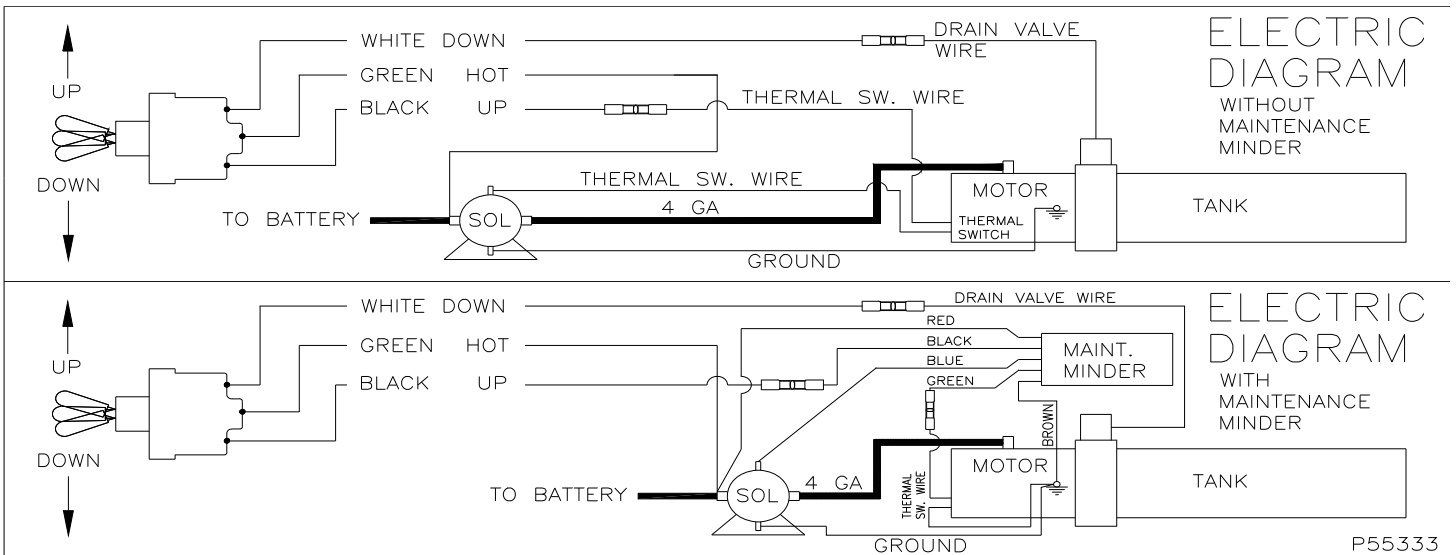 ELECTRIC
DIAGRAM
WITHOUT
MAINTENANCE
MINDER
UP
DOWN
WHITE DOWN
GREEN HOT
BLACK UP
DRAIN VALVE
WIRE
THERMAL SW. WIRE
THERMAL SW. WIRE
4 GA
TO BATTERY
SOL
MOTOR
THERMAL
SWITCH
TANK
GROUND
ELECTRIC
DIAGRAM
WITH
MAINTENANCE
MINDER
UP
DOWN
WHITE DOWN
GREEN HOT
BLACK UP
DRAIN VALVE WIRE
RED
BLACK
BLUE
GREEN
MAINT.
MINDER
BROWN
THERMAL
SW. WIRE
TO BATTERY
SOL
4 GA
MOTOR
TANK
GROUND
P55333